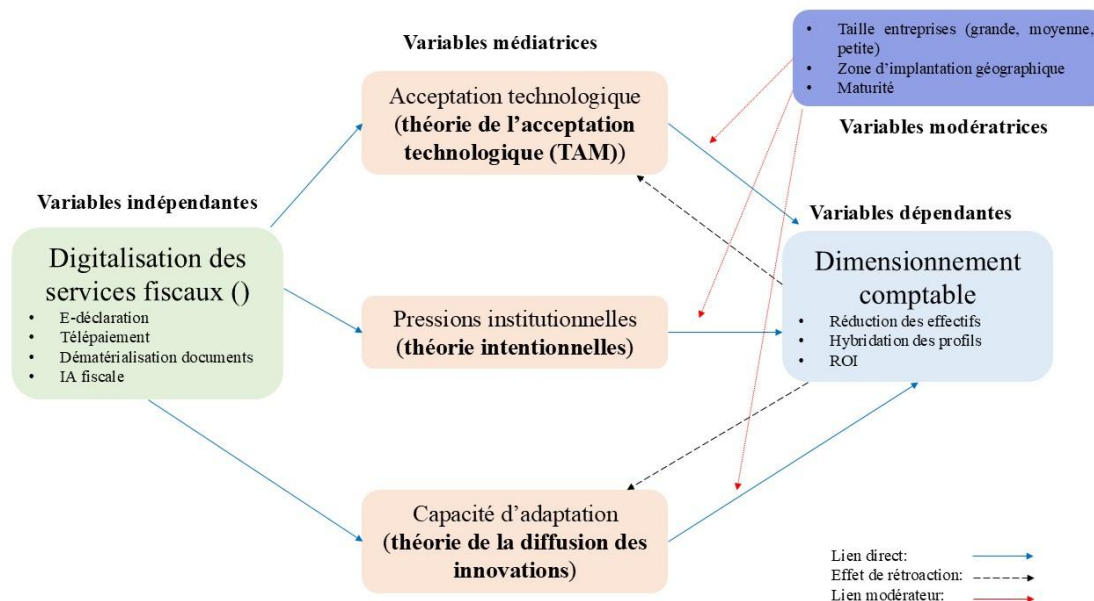 Variables médiatrices
• Taille entreprises (grande, moyenne,
petite)
• Zone d’implantation géographique
• Maturité
Variables modératrices
Acceptation technologique
(théorie de l’acceptation
technologique (TAM))
Variables indépendantes
Digitalisation des
services fiscaux ()
• E-déclaration
• Télépaiement
• Dématérialisation documents
• IA fiscale
Pressions institutionnelles
(théorie intentionnelles)
Variables dépendantes
Dimensionnement
comptable
• Réduction des effectifs
• Hybridation des profils
• ROI
Capacité d’adaptation
(théorie de la diffusion des
innovations)
Lien direct:
Effet de rétroaction:
Lien modérateur: